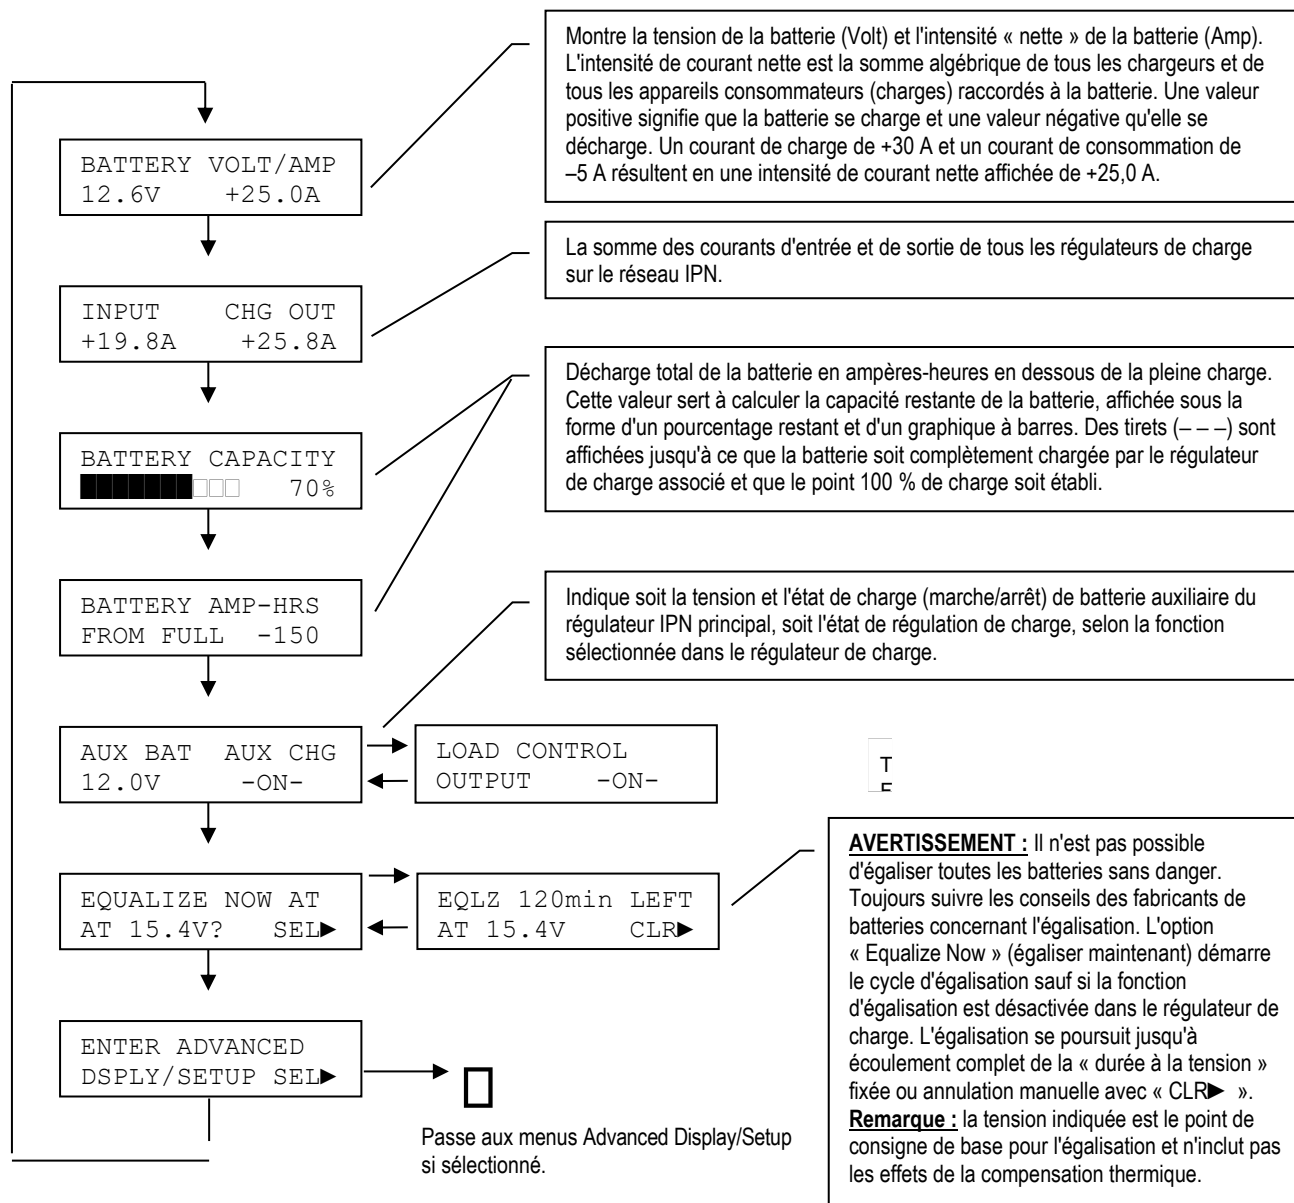 Montre la tension de la batterie (Volt) et l'intensité « nette » de la batterie (Amp).
L'intensité de courant nette est la somme algébrique de tous les chargeurs et de
tous les appareils consommateurs (charges) raccordés à la batterie. Une valeur
positive signifie que la batterie se charge et une valeur négative qu'elle se
décharge. Un courant de charge de +30 A et un courant de consommation de
–5 A résultent en une intensité de courant nette affichée de +25,0 A.
BATTERY VOLT/AMP
12.6V +25.0A
La somme des courants d'entrée et de sortie de tous les régulateurs de charge
sur le réseau IPN.
INPUT CHG OUT
+19.8A +25.8A
Décharge total de la batterie en ampères-heures en dessous de la pleine charge.
Cette valeur sert à calculer la capacité restante de la batterie, affichée sous la
forme d'un pourcentage restant et d'un graphique à barres. Des tirets (– – –) sont
affichées jusqu'à ce que la batterie soit complètement chargée par le régulateur
de charge associé et que le point 100 % de charge soit établi.
BATTERY CAPACITY
70%
BATTERY AMP-HRS
FROM FULL -150
Indique soit la tension et l'état de charge (marche/arrêt) de batterie auxiliaire du
régulateur IPN principal, soit l'état de régulation de charge, selon la fonction
sélectionnée dans le régulateur de charge.
AUX BAT AUX CHG
12.0V -ON-
LOAD CONTROL
OUTPUT -ON-
T
EQUALIZE NOW AT
AT 15.4V? SEL►
EQLZ 120min LEFT
AT 15.4V CLR►
AVERTISSEMENT : Il n'est pas possible
d'égaliser toutes les batteries sans danger.
Toujours suivre les conseils des fabricants de
batteries concernant l'égalisation. L'option
« Equalize Now » (égaliser maintenant) démarre
le cycle d'égalisation sauf si la fonction
d'égalisation est désactivée dans le régulateur de
charge. L'égalisation se poursuit jusqu'à
écoulement complet de la « durée à la tension »
fixée ou annulation manuelle avec « CLR► ».
Remarque : la tension indiquée est le point de
consigne de base pour l'égalisation et n'inclut pas
les effets de la compensation thermique.
ENTER ADVANCED
DSPLY/SETUP SEL►
Passe aux menus Advanced Display/Setup
si sélectionné.